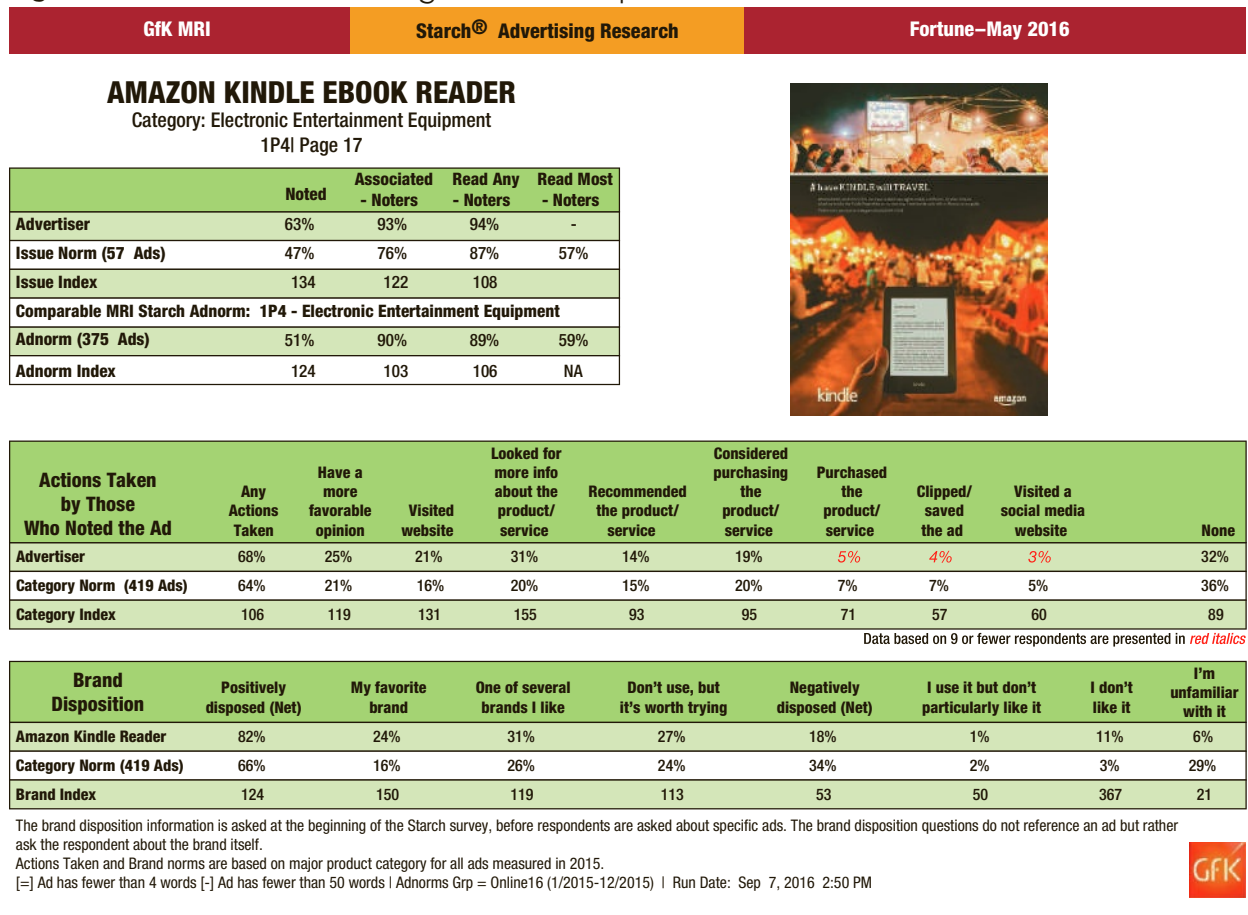 GfK MRI
Starch® Advertising Research
Fortune–May 2016
AMAZON KINDLE EBOOK READER
Category: Electronic Entertainment Equipment
1P4| Page 17
Noted Associated - Noters Read Any - Noters Read Most - Noters
Advertiser 63% 93% 94% -
Issue Norm (57 Ads) 47% 76% 87% 57%
Issue Index 134 122 108
Comparable MRI Starch Adnorm: 1P4 - Electronic Entertainment Equipment
Adnorm (375 Ads) 51% 90% 89% 59%
Adnorm Index 124 103 106 NA
# have KINDLE will TRAVEL
kindle
kindle
amazon
Actions Taken by Those Who Noted the Ad Any Actions Taken Have a more favorable opinion Visited website Looked for more info about the product/ service Recommended the product/ service Considered purchasing the product/ service Purchased the product/ service Clipped/ saved the ad Visited a social media website None
Advertiser 68% 25% 21% 31% 14% 19% 5% 4% 3% 32%
Category Norm (419 Ads) 64% 21% 16% 20% 15% 20% 7% 7% 5% 36%
Category Index 106 119 131 155 93 95 71 57 60 89
Data based on 9 or fewer respondents are presented in red italics
Brand Disposition Positively disposed (Net) My favorite brand One of several brands I like Don't use, but it's worth trying Negatively disposed (Net) I use it but don't particularly like it I don't like it I'm unfamiliar with it
Amazon Kindle Reader 82% 24% 31% 27% 18% 1% 11% 6%
Category Norm (419 Ads) 66% 16% 26% 24% 34% 2% 3% 29%
Brand Index 124 150 119 113 53 50 367 21
The brand disposition information is asked at the beginning of the Starch survey, before respondents are asked about specific ads. The brand disposition questions do not reference an ad but rather
ask the respondent about the brand itself.
Actions Taken and Brand norms are based on major product category for all ads measured in 2015.
[=] Ad has fewer than 4 words [-] Ad has fewer than 50 words | Adnorms Grp = Online16 (1/2015-12/2015) | Run Date: Sep 7, 2016 2:50 PM
GfK